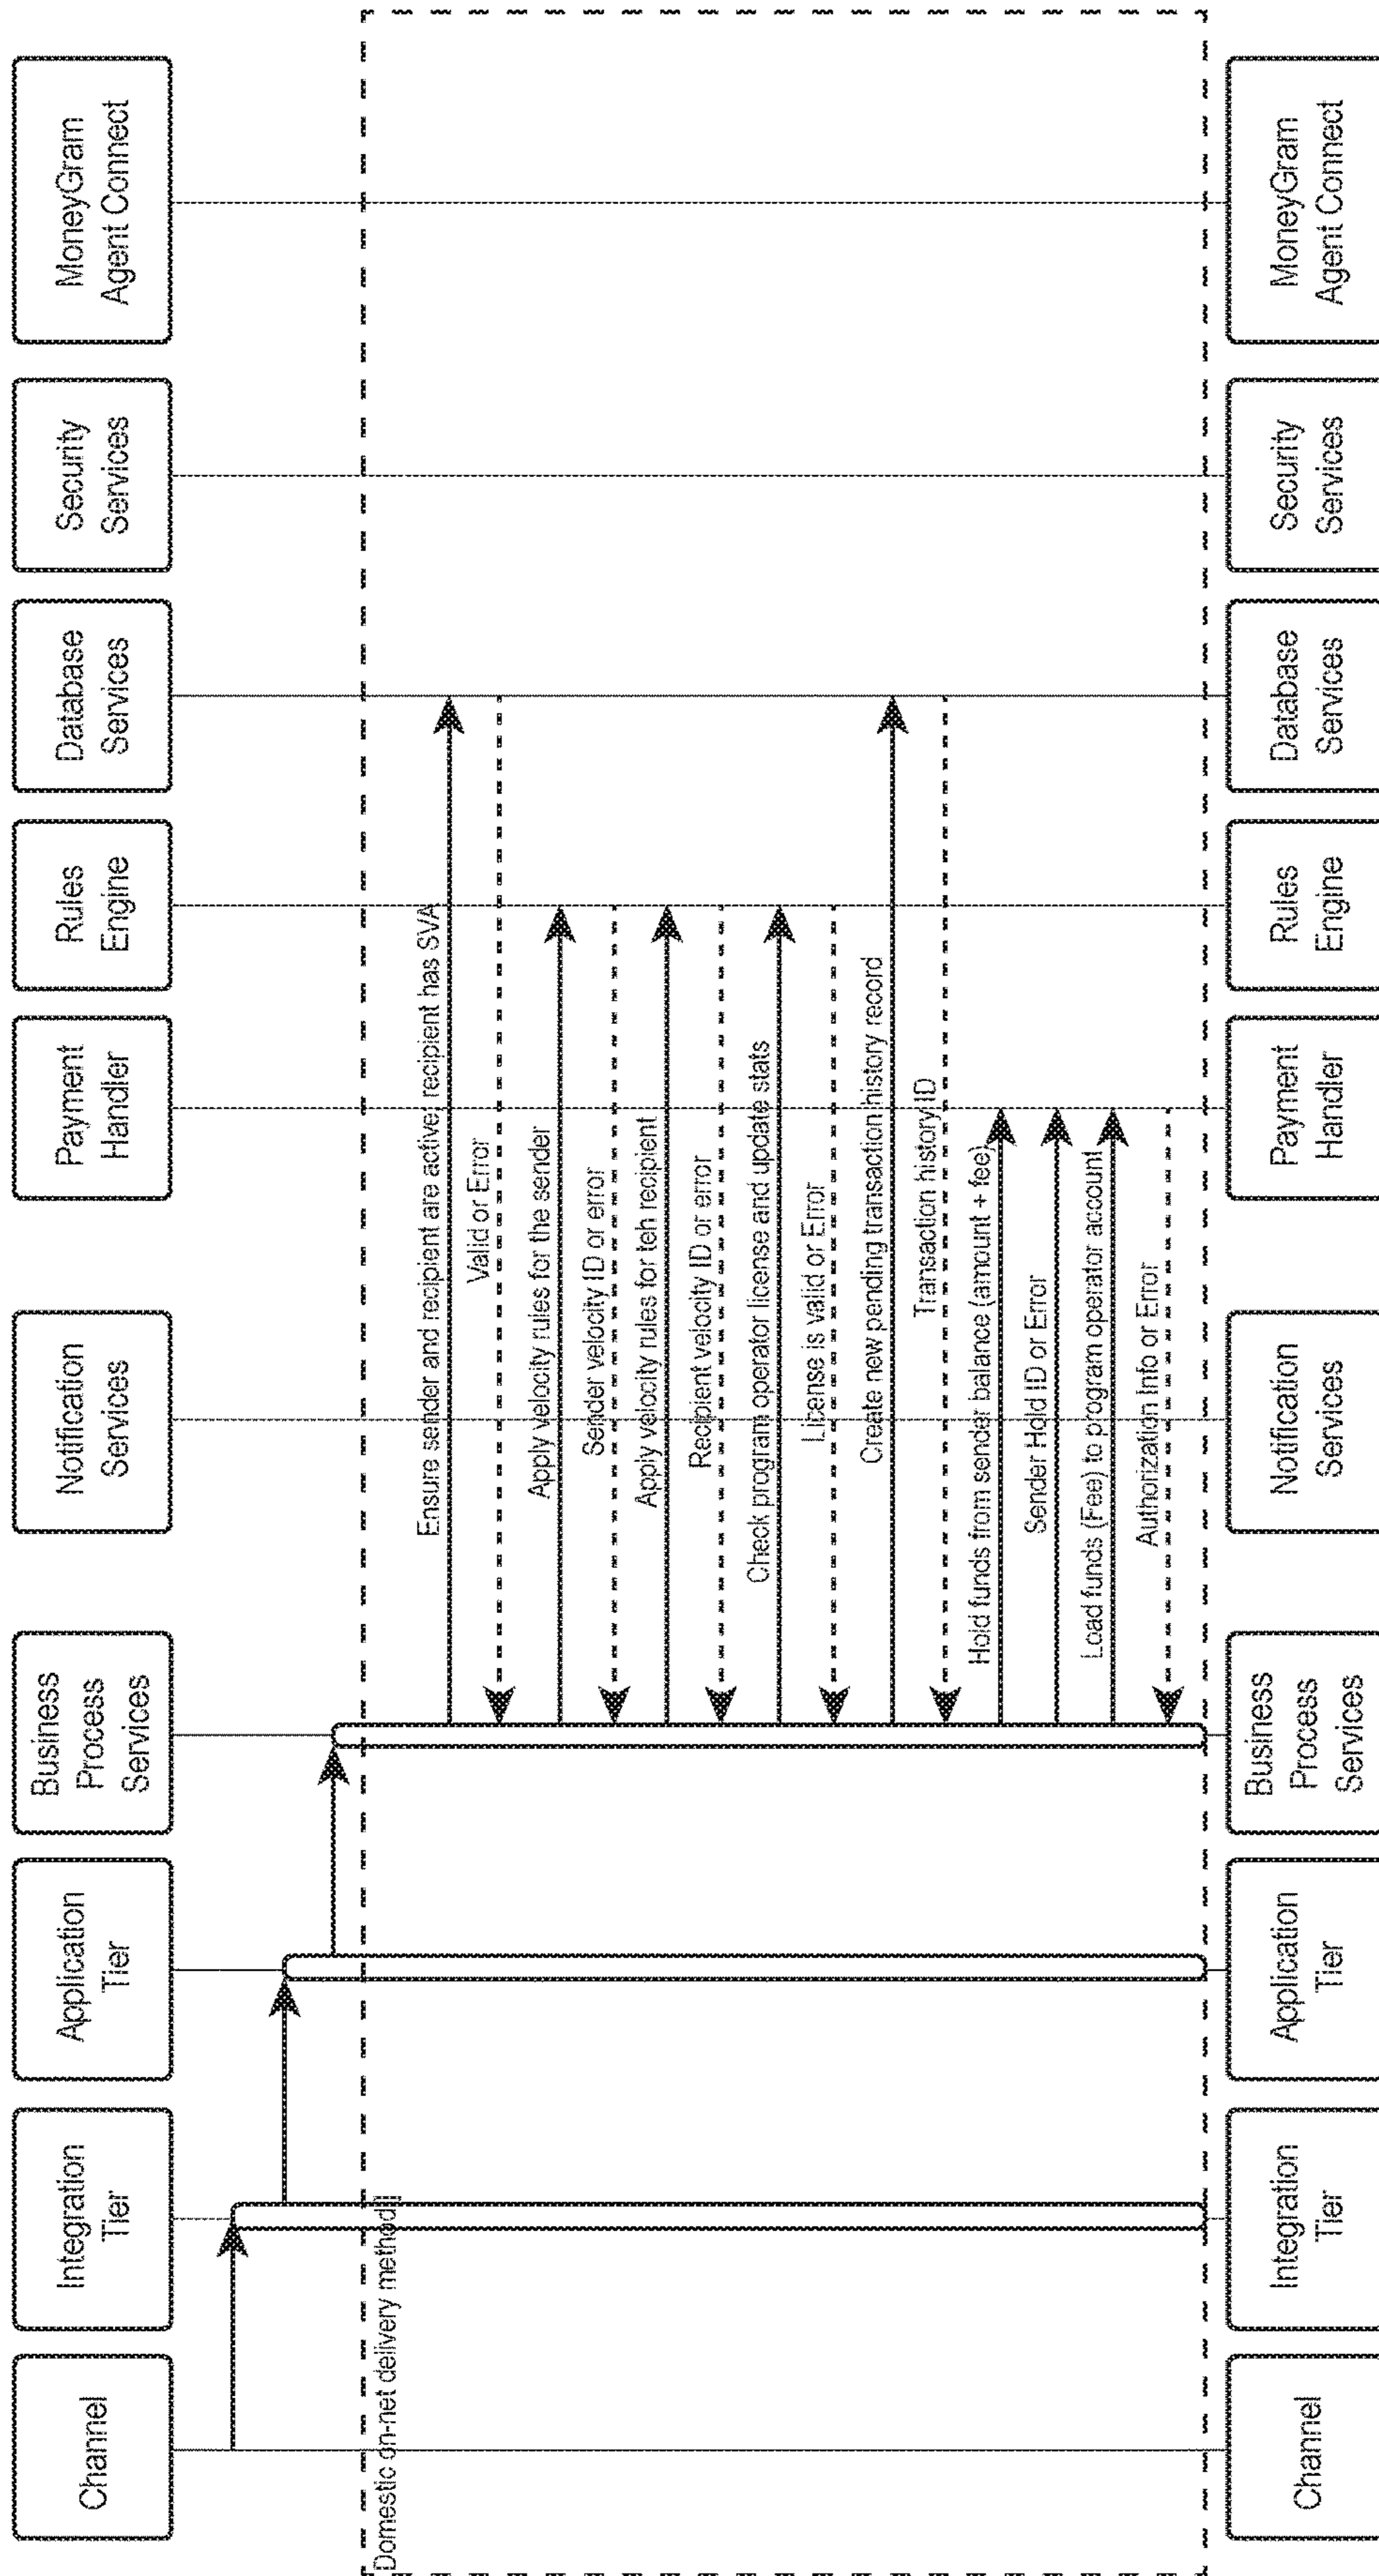 Channel
Integration
Tier
Application
Tier
Business
Process
Services
Notification
Services
Payment
Handler
Rules
Engine
Database
Services
Security
Services
MoneyGram
Agent Connect
Domestic on-net delivery method]
Ensure sender and recipient are active; recipient has SVA
Valid or Error
Apply velocity rules for the sender
Sender velocity ID or error
Apply velocity rules for teh recipient
Recipient velocity ID or error
Check program operator license and update stats
License is valid or Error
Create new pending transaction history record
Transaction history ID
Hold funds from sender balance (amount + fee)
Sender Hold ID or Error
Load funds (Fee) to program operator account
Authorization Info or Error
Channel
Integration
Tier
Application
Tier
Business
Process
Services
Notification
Services
Payment
Handler
Rules
Engine
Database
Services
Security
Services
MoneyGram
Agent Connect